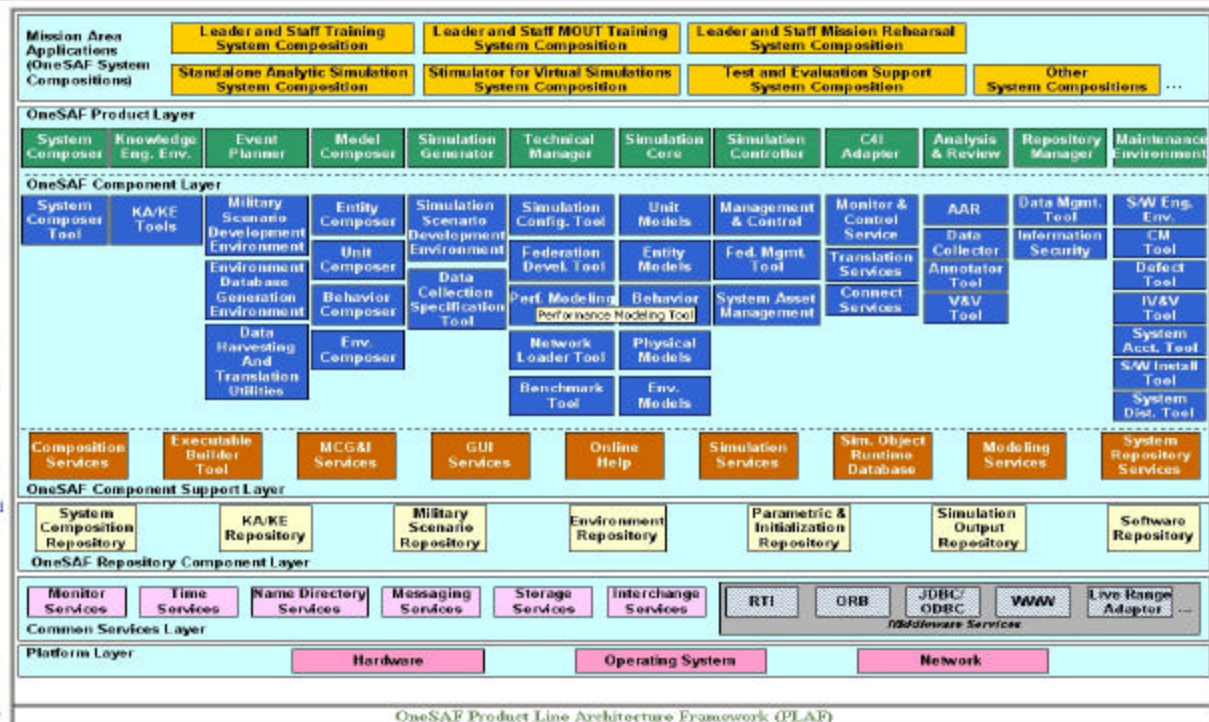 Mission Area
Applications
(OneSAF System
Compositions)
Leader and Staff Training
System Composition
Leader and Staff MOUT Training
System Composition
Leader and Staff Mission Rehearsal
System Composition
Standalone Analytic Simulation
System Composition
Stimulator for Virtual Simulations
System Composition
Test and Evaluation Support
System Composition
Other
System Compositions
...
OneSAF Product Layer
System
Composer
Knowledge
Eng. Env.
Event
Planner
Model
Composer
Simulation
Generator
Technical
Manager
Simulation
Core
Simulation
Controller
C4I
Adapter
Analysis
& Review
Repository
Manager
Maintenance
Environment
OneSAF Component Layer
System
Composer
Tool
KA/KE
Tools
Military
Scenario
Development
Environment
Environment
Database
Generation
Environment
Data
Harvesting
And
Translation
Utilities
Entity
Composer
Unit
Composer
Behavior
Composer
Env.
Composer
Simulation
Scenario
Development
Environment
Data
Collection
Specification
Tool
Simulation
Config. Tool
Federation
Devel. Tool
Perf. Modeling
Performance Modeling Tool
Network
Loader Tool
Benchmark
Tool
Unit
Models
Entity
Models
Behavior
Physical
Models
Env.
Models
Management
& Control
Fed. Mgmt.
Tool
System Asset
Management
Monitor &
Control
Service
Translation
Services
Connect
Services
AAR
Data
Collector
Annotator
Tool
V&V
Tool
Data Mgmt.
Tool
Information
Security
S/W Eng.
Env.
CM
Tool
Defect
Tool
IV&V
Tool
System
Acct. Tool
S/W Install
Tool
System
Dist. Tool
Composition
Services
Executable
Builder
Tool
MCG&I
Services
GUI
Services
Online
Help
Simulation
Services
Sim. Object
Runtime
Database
Modeling
Services
System
Repository
Services
OneSAF Component Support Layer
System
Composition
Repository
KA/KE
Repository
Military
Scenario
Repository
Environment
Repository
Parametric &
Initialization
Repository
Simulation
Output
Repository
Software
Repository
OneSAF Repository Component Layer
Monitor
Services
Time
Services
Name Directory
Services
Messaging
Services
Storage
Services
Interchange
Services
RTI
ORB
JDBC/
ODBC
WWW
Live Range
Adapter
...
Middleware Services
Common Services Layer
Platform Layer
Hardware
Operating System
Network
OneSAF Product Line Architecture Framework (PLAF)